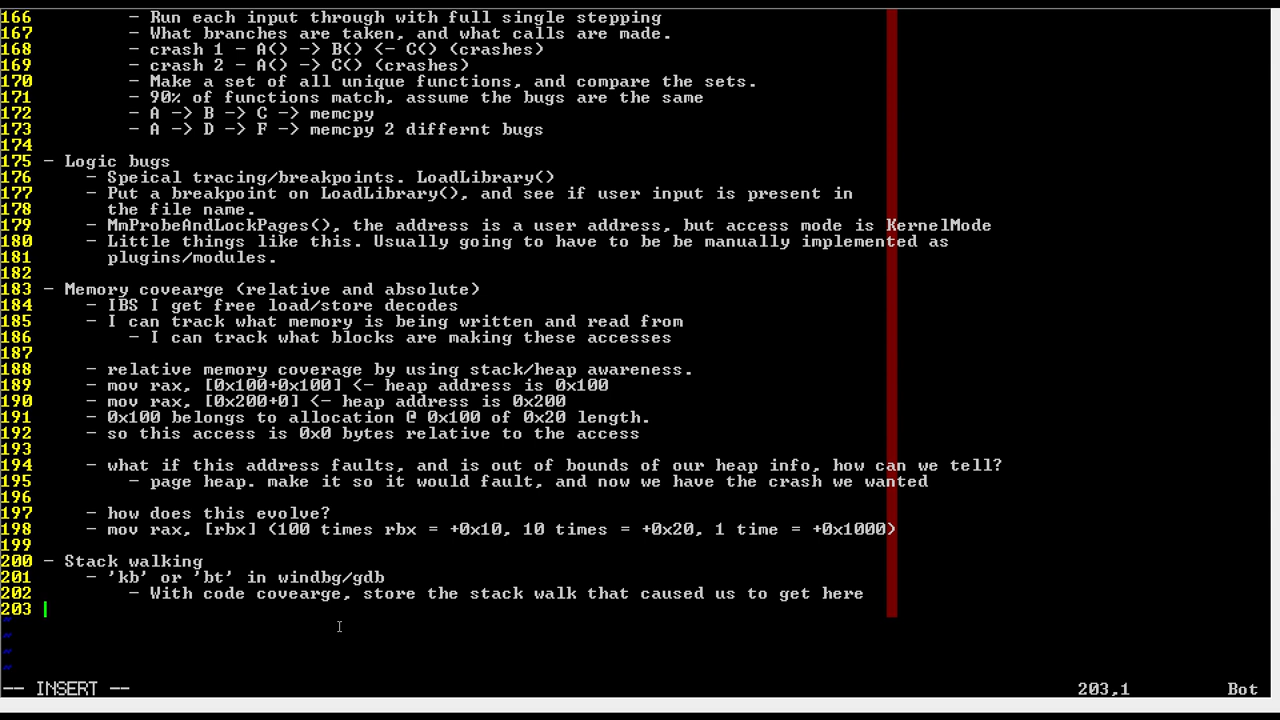 166         - Run each input through with full single stepping
167         - What branches are taken, and what calls are made.
168         - crash 1 - A() -> B() <- C() (crashes)
169         - crash 2 - A() -> C() (crashes)
170         - Make a set of all unique functions, and compare the sets.
171         - 90% of functions match, assume the bugs are the same
172         - A -> B -> C -> memcpy
173         - A -> D -> F -> memcpy 2 differnt bugs
174
175 - Logic bugs
176     - Speical tracing/breakpoints. LoadLibrary()
177     - Put a breakpoint on LoadLibrary(), and see if user input is present in
178       the file name.
179     - MmProbeAndLockPages(), the address is a user address, but access mode is KernelMode
180     - Little things like this. Usually going to have to be be manually implemented as
181       plugins/modules.
182
183 - Memory covearge (relative and absolute)
184     - IBS I get free load/store decodes
185     - I can track what memory is being written and read from
186         - I can track what blocks are making these accesses
187
188     - relative memory coverage by using stack/heap awareness.
189     - mov rax, [0x100+0x100] <- heap address is 0x100
190     - mov rax, [0x200+0] <- heap address is 0x200
191     - 0x100 belongs to allocation @ 0x100 of 0x20 length.
192     - so this access is 0x0 bytes relative to the access
193
194     - what if this address faults, and is out of bounds of our heap info, how can we tell?
195         - page heap. make it so it would fault, and now we have the crash we wanted
196
197     - how does this evolve?
198     - mov rax, [rbx] (100 times rbx = +0x10, 10 times = +0x20, 1 time = +0x1000)
199
200 - Stack walking
201     - 'kb' or 'bt' in windbg/gdb
202         - With code covearge, store the stack walk that caused us to get here
203
~
~
~
~
-- INSERT --                203,1         Bot